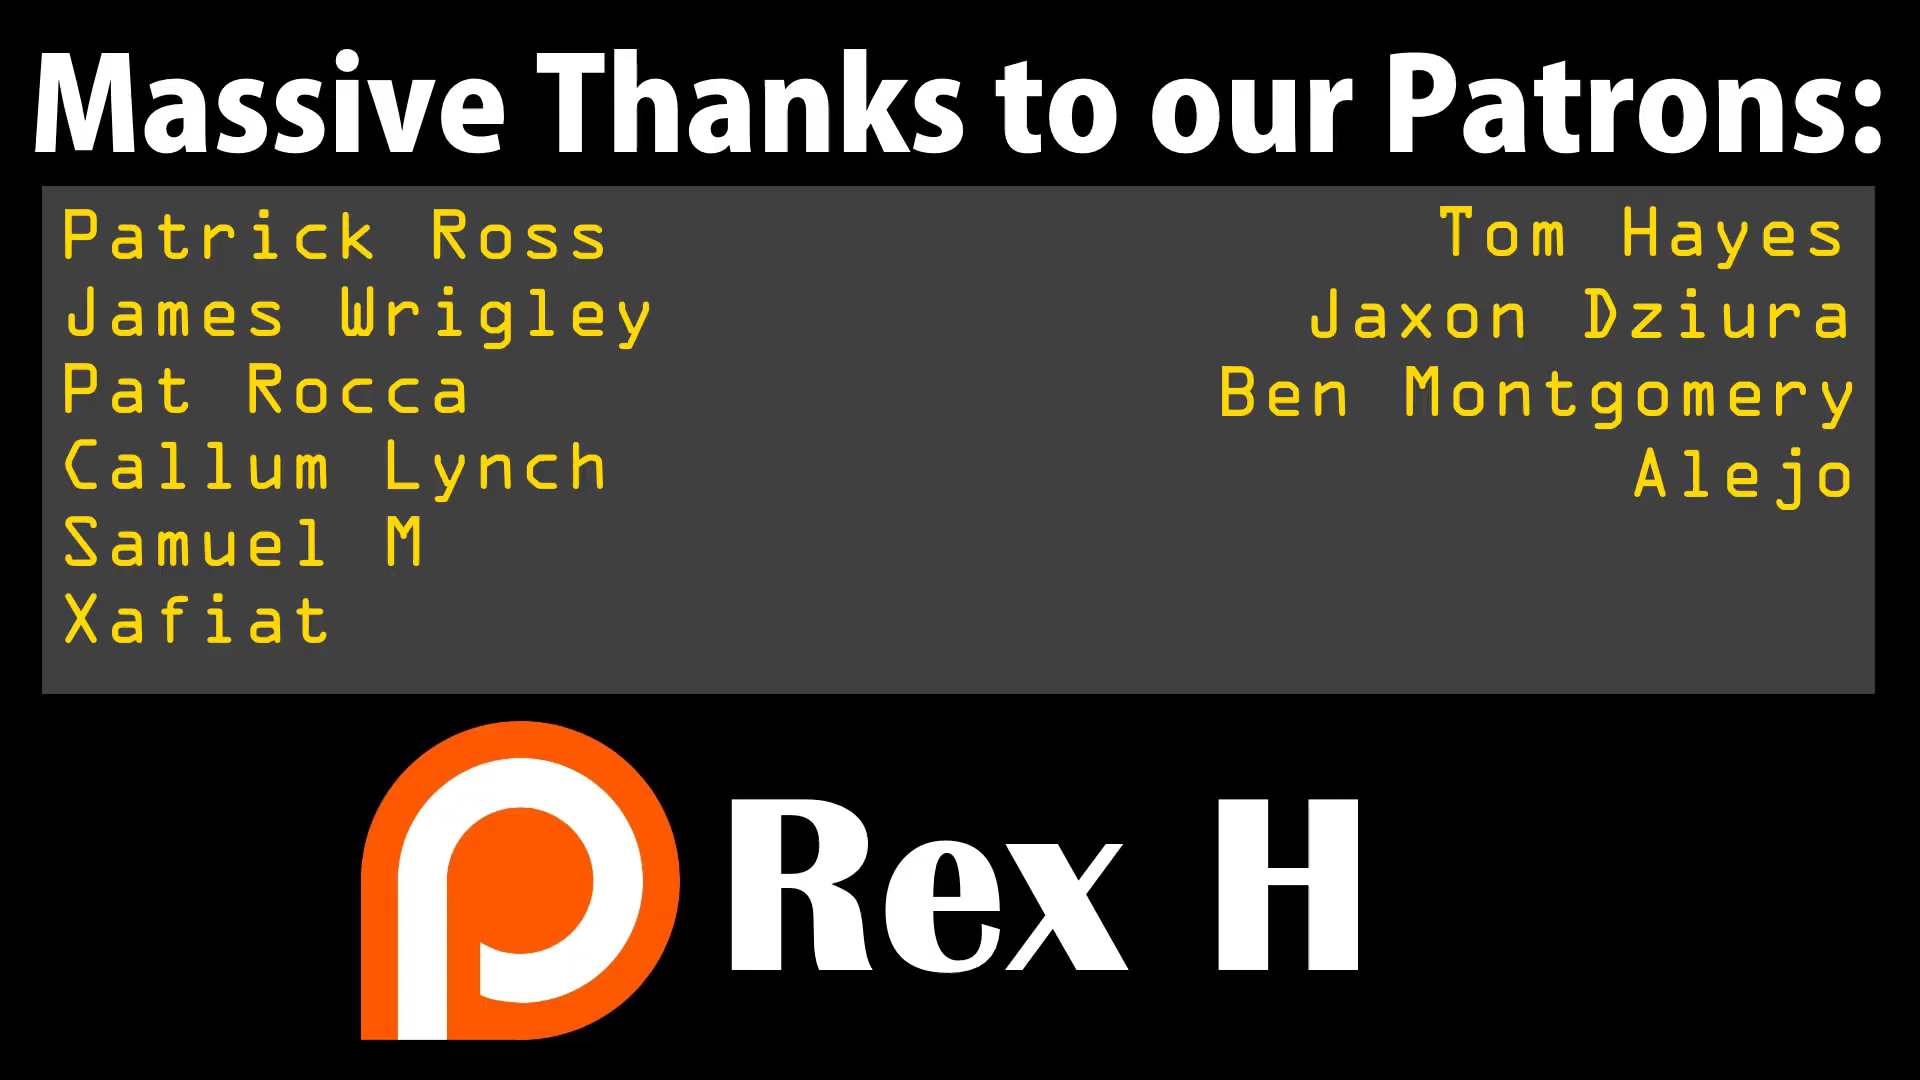 Massive Thanks to our Patrons:
Patrick Ross
James Wrigley
Pat Rocca
Callum Lynch
Samuel M
Xafiat
Tom Hayes
Jaxon Dziura
Ben Montgomery
Alejo
Rex H